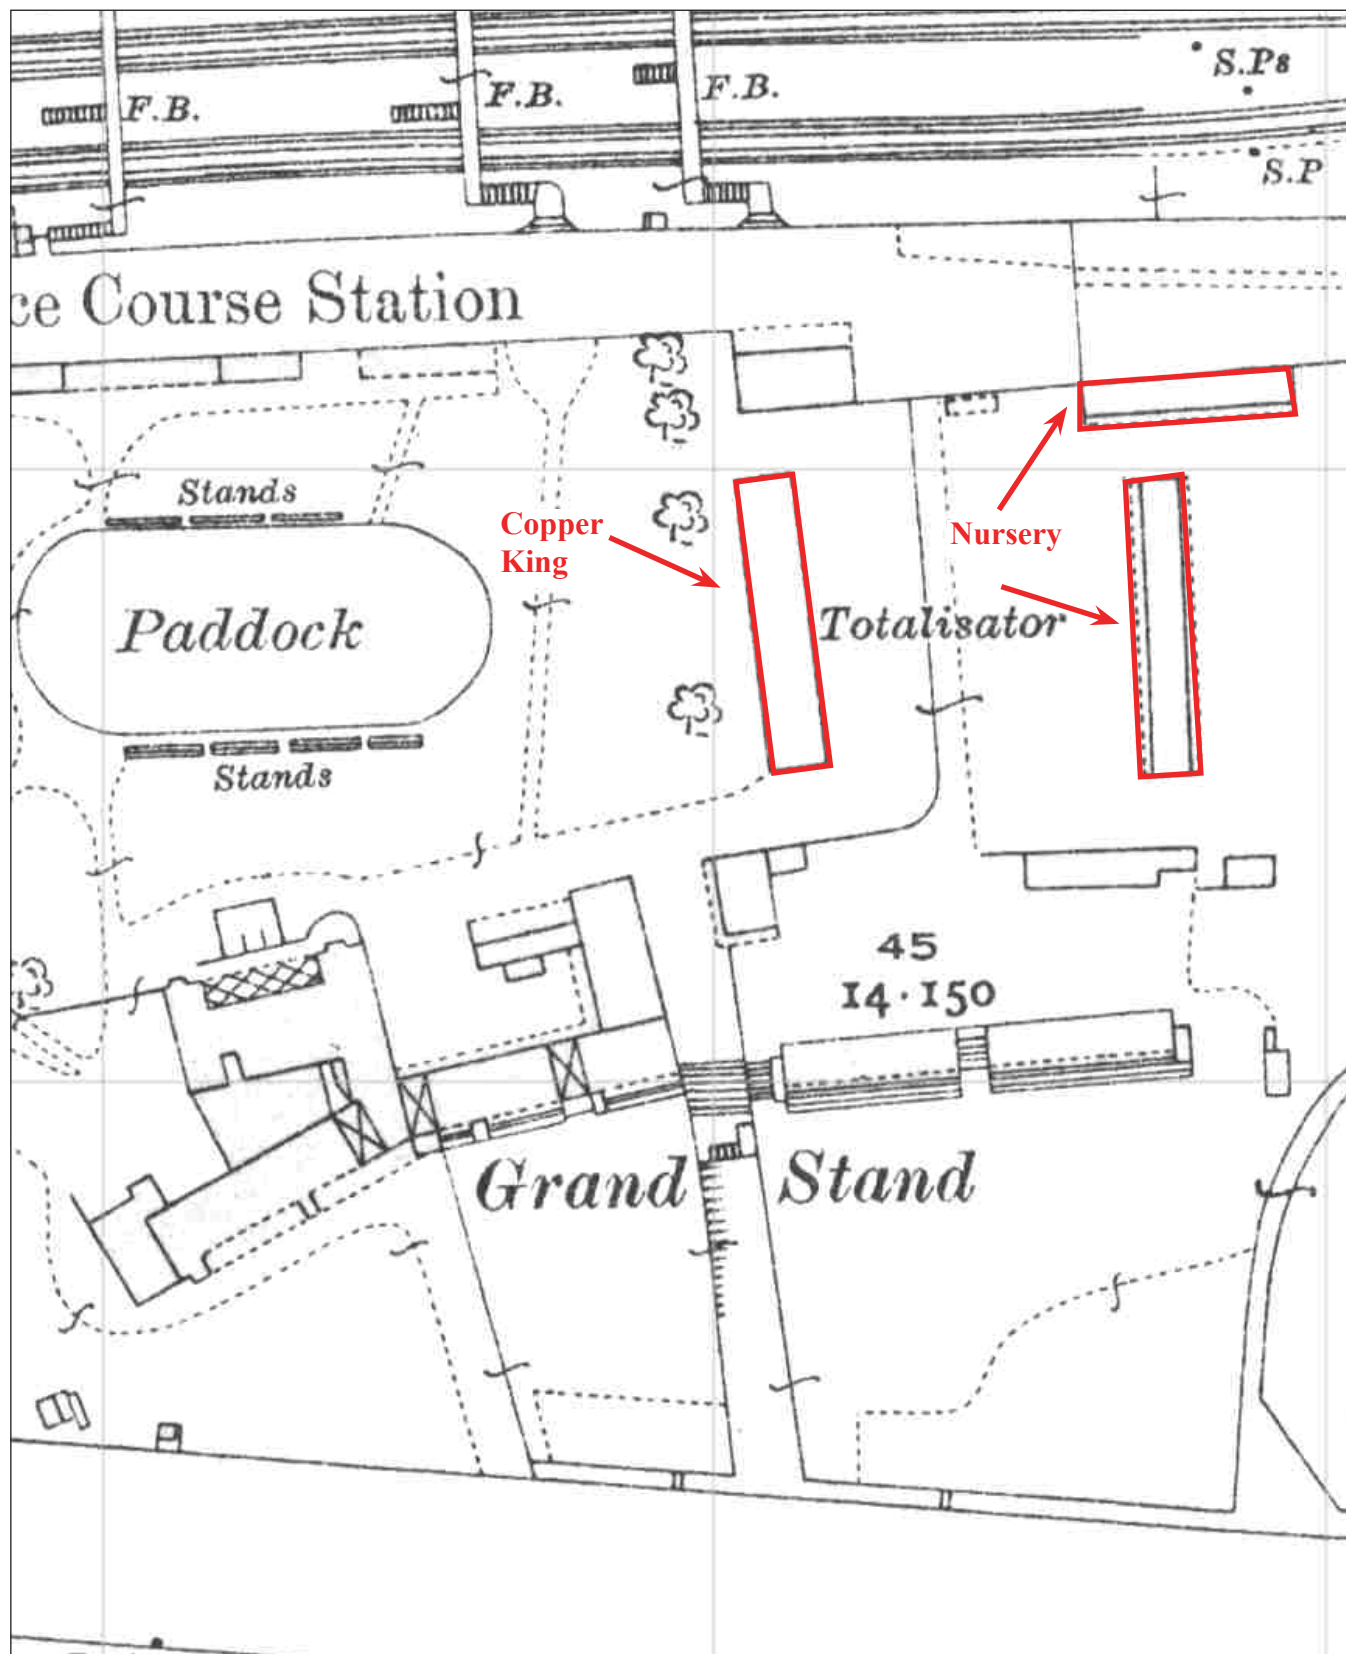 S.Ps
F.B.
F.B.
F.B.
S.P
ce Course Station
Stands
Copper
King
Nursery
Paddock
Totalisator
Stands
45
14·150
Grand Stand